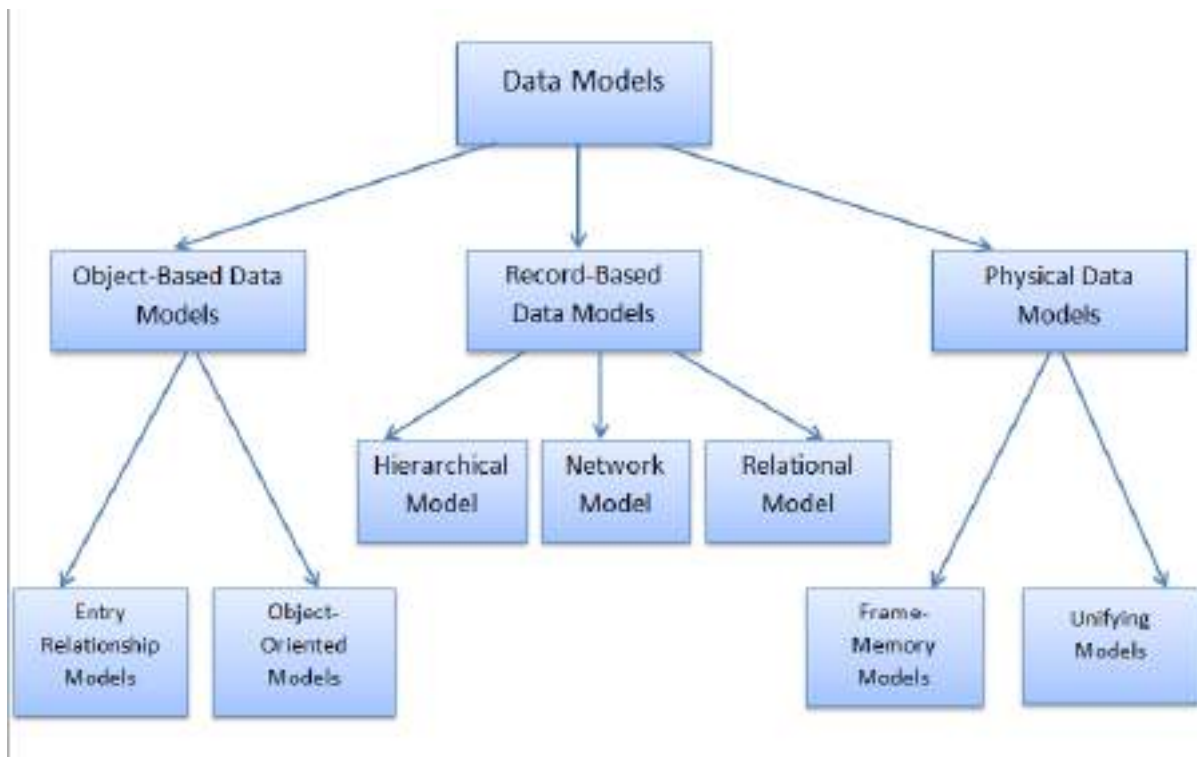 Data Models
Object-Based Data
Models
Record-Based
Data Models
Physical Data
Models
Hierarchical
Model
Network
Model
Relational
Model
Entry
Relationship
Models
Object-
Oriented
Models
Frame-
Memory
Models
Unifying
Models